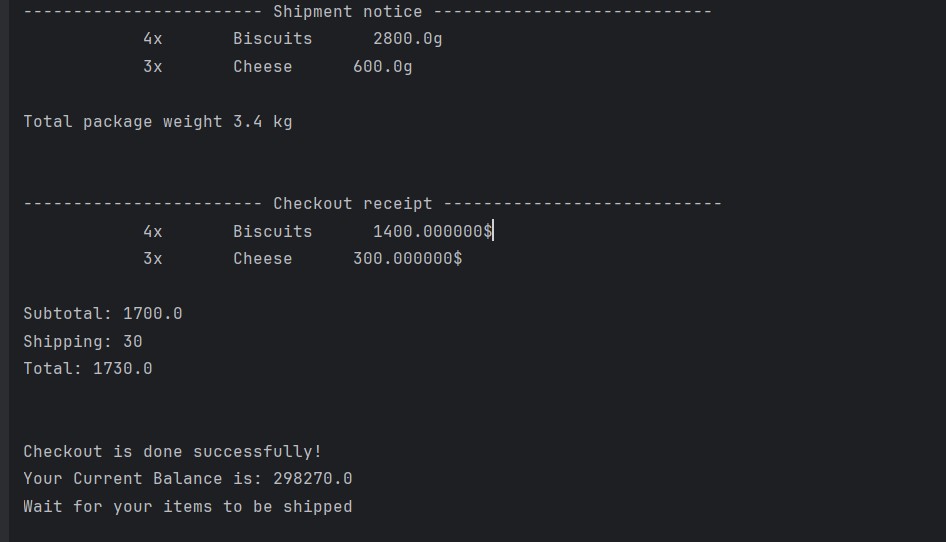 ------------------------ Shipment notice ----------------------------
            4x       Biscuits      2800.0g
            3x       Cheese      600.0g
Total package weight 3.4 kg
------------------------ Checkout receipt ----------------------------
            4x       Biscuits      1400.000000$
            3x       Cheese      300.000000$
Subtotal: 1700.0
Shipping: 30
Total: 1730.0
Checkout is done successfully!
Your Current Balance is: 298270.0
Wait for your items to be shipped